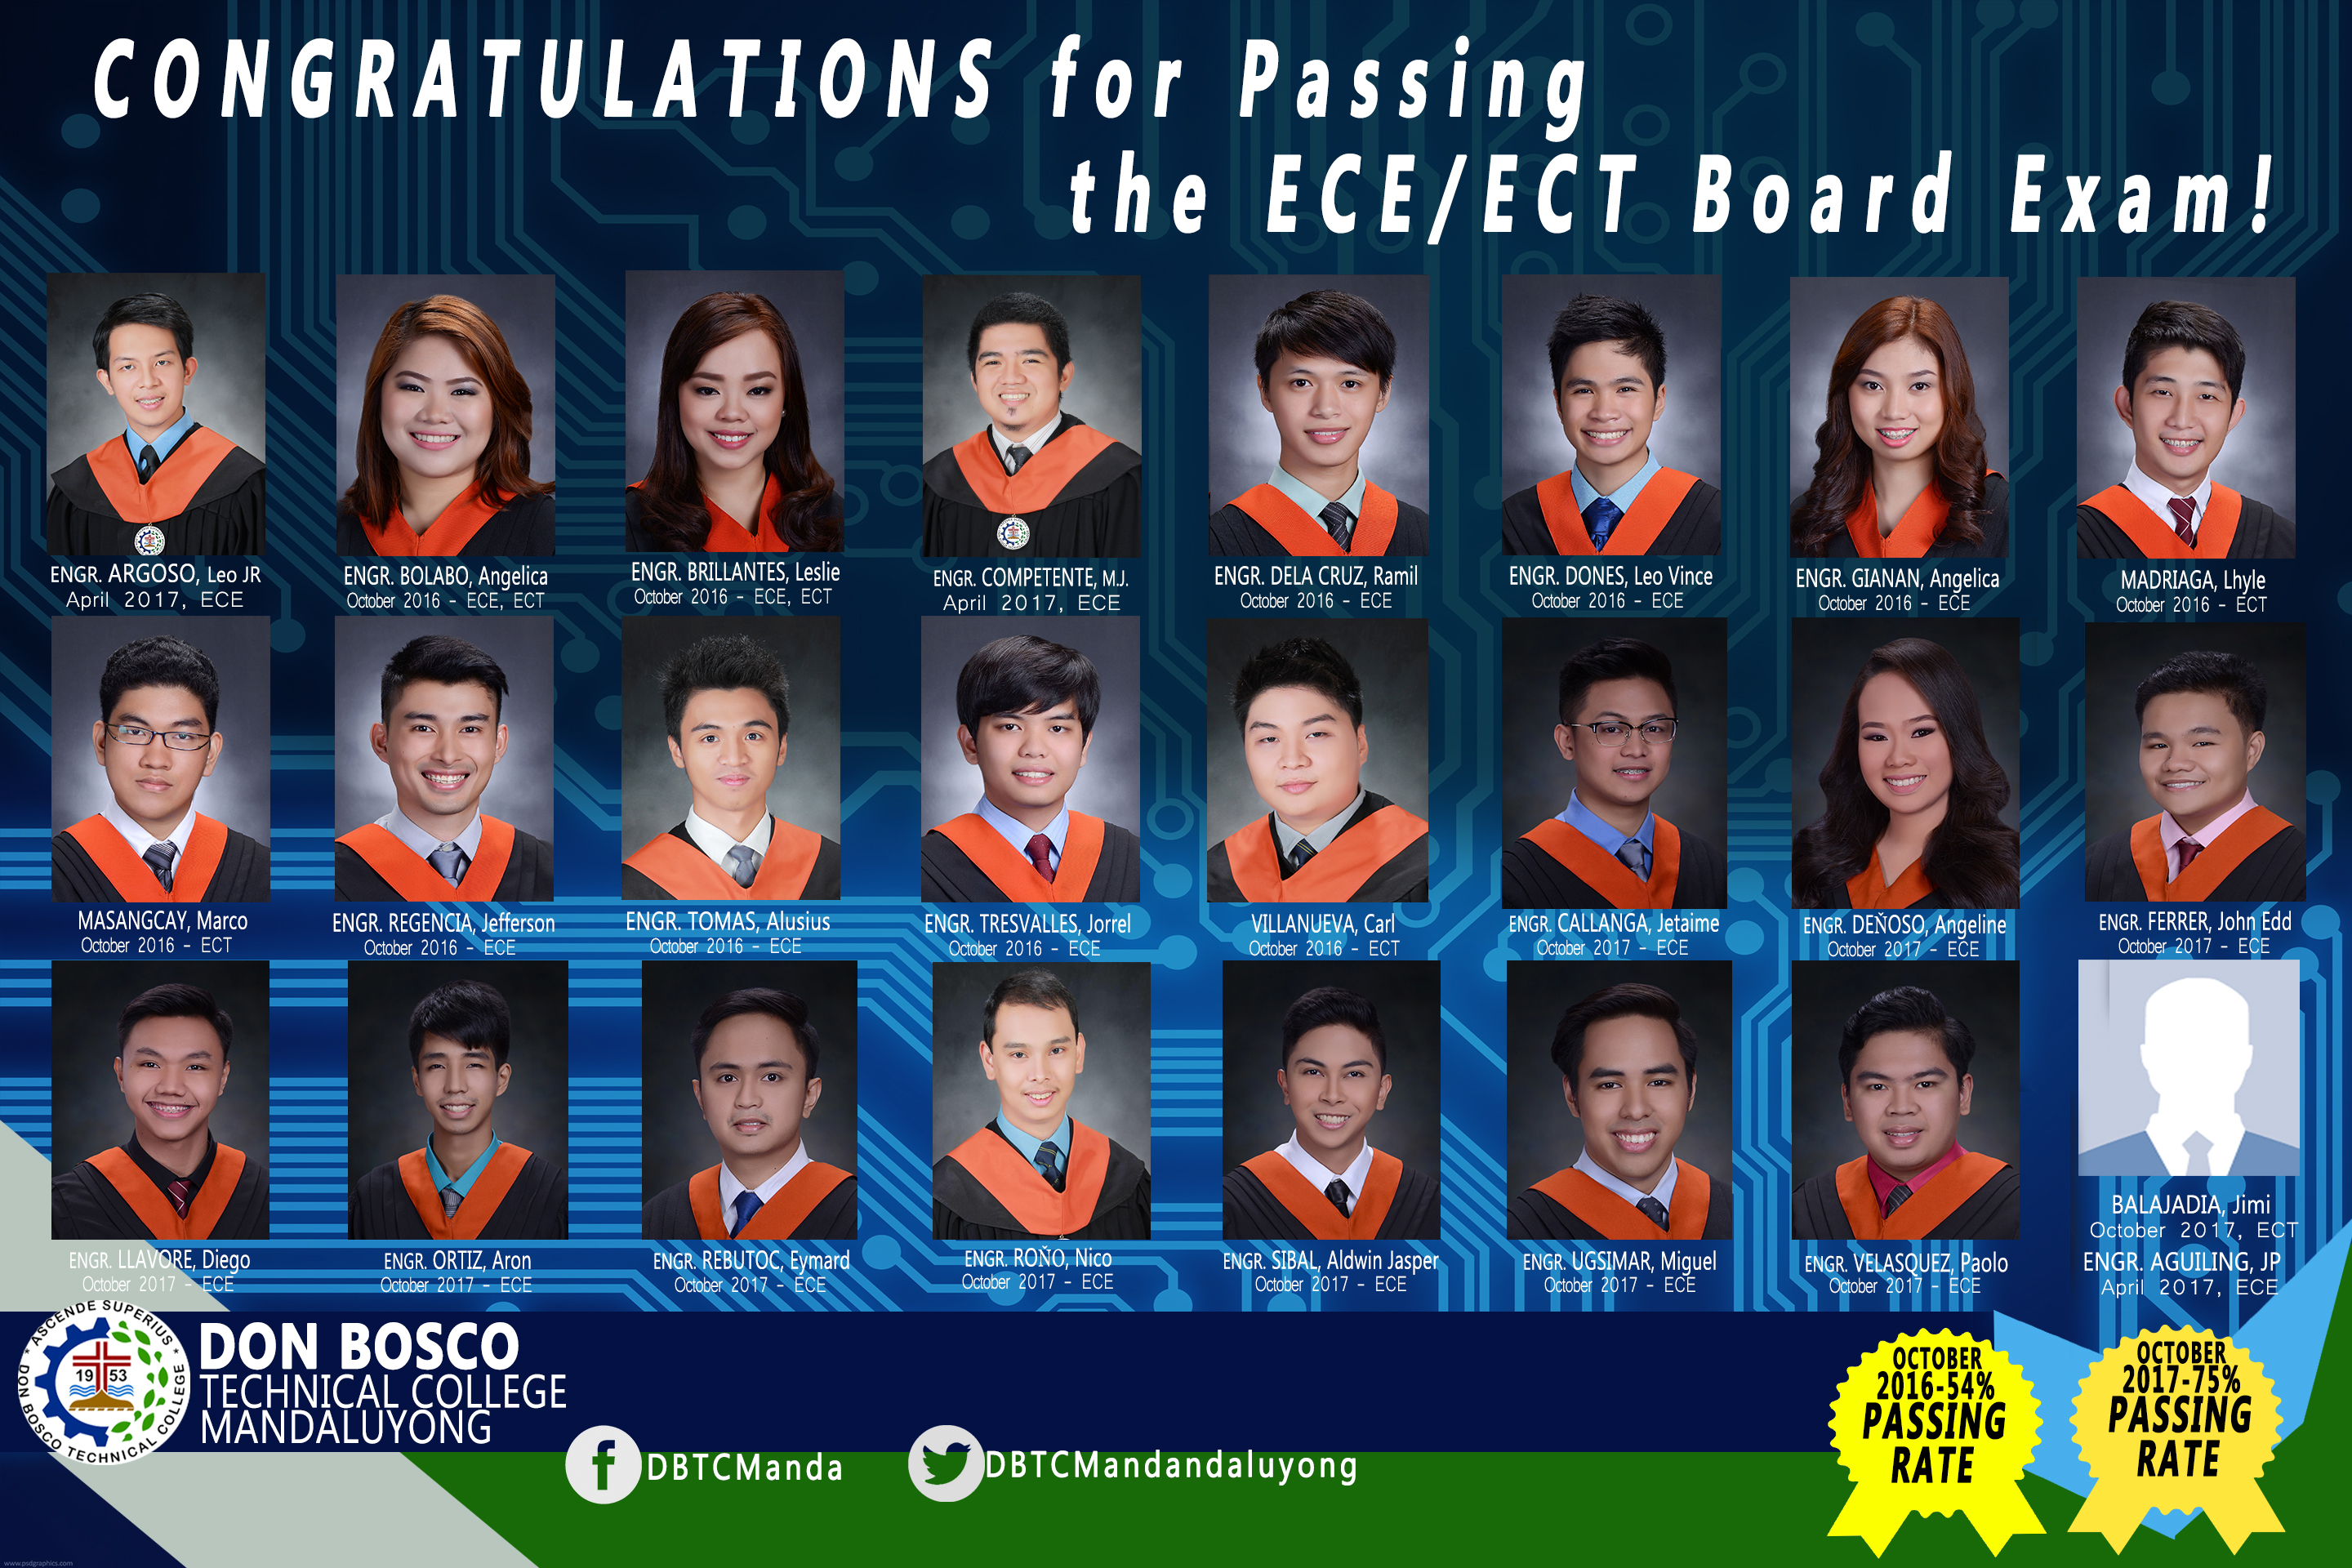 CONGRATULATIONS for Passing
the ECE/ECT Board Exam!
ENGR. ARGOSO, Leo JR
April 2017, ECE
ENGR. BOLABO, Angelica
October 2016 - ECE, ECT
ENGR. BRILLANTES, Leslie
October 2016 - ECE, ECT
ENGR. COMPETENTE, M.J.
April 2017, ECE
ENGR. DELA CRUZ, Ramil
October 2016 - ECE
ENGR. DONES, Leo Vince
October 2016 - ECE
ENGR. GIANAN, Angelica
October 2016 - ECE
MADRIAGA, Lhyle
October 2016 - ECT
MASANGCAY, Marco
October 2016 - ECT
ENGR. REGENCIA, Jefferson
October 2016 - ECE
ENGR. TOMAS, Alusius
October 2016 - ECE
ENGR. TRESVALLES, Jorrel
October 2016 - ECE
VILLANUEVA, Carl
October 2016 - ECT
ENGR. CALLANGA, Jetaime
October 2017 - ECE
ENGR. DEŇOSO, Angeline
October 2017 - ECE
ENGR. FERRER, John Edd
October 2017 - ECE
ENGR. LLAVORE, Diego
October 2017 - ECE
ENGR. ORTIZ, Aron
October 2017 - ECE
ENGR. REBUTOC, Eymard
October 2017 - ECE
ENGR. ROŇO, Nico
October 2017 - ECE
ENGR. SIBAL, Aldwin Jasper
October 2017 - ECE
ENGR. UGSIMAR, Miguel
October 2017 - ECE
ENGR. VELASQUEZ, Paolo
October 2017 - ECE
BALAJADIA, Jimi
October 2017, ECT
ENGR. AGUILING, JP
April 2017, ECE
ASCENDE SUPERIUS
1953
DON BOSCO TECHNICAL COLLEGE
DON BOSCO
TECHNICAL COLLEGE
MANDALUYONG
DBTCManda
DBTCMandandaluyong
OCTOBER
2016-54%
PASSING
RATE
OCTOBER
2017-75%
PASSING
RATE
www.psdgraphics.com